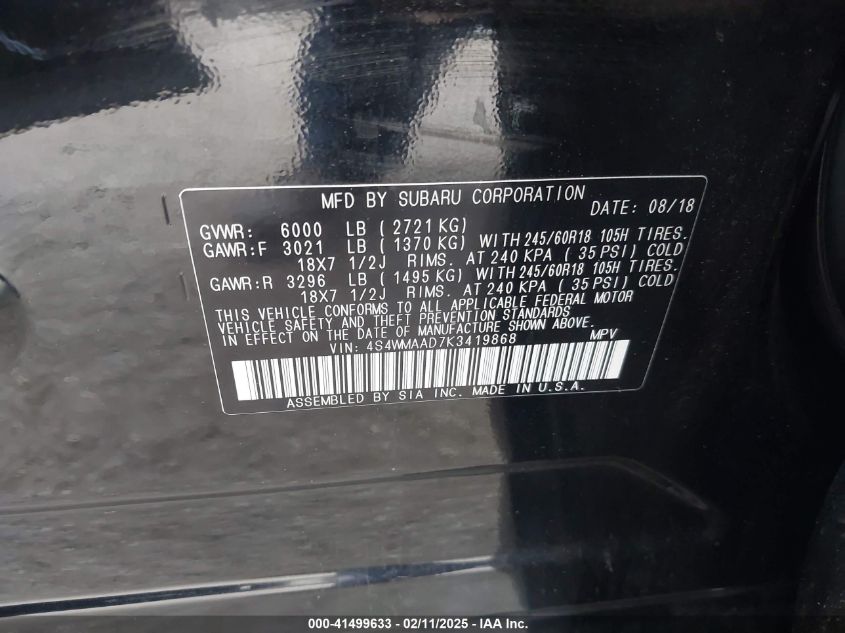 MFD BY SUBARU CORPORATION
DATE: 08/18
GVWR: 6000 LB ( 2721 KG)
GAWR:F 3021 LB ( 1370 KG) WITH 245/60R18 105H TIRES.
18X7 1/2J RIMS. AT 240 KPA ( 35 PSI) COLD
GAWR:R 3296 LB ( 1495 KG) WITH 245/60R18 105H TIRES.
18X7 1/2J RIMS. AT 240 KPA ( 35 PSI) COLD
THIS VEHICLE CONFORMS TO ALL APPLICABLE FEDERAL MOTOR
VEHICLE SAFETY AND THEFT PREVENTION STANDARDS
IN EFFECT ON THE DATE OF MANUFACTURE SHOWN ABOVE.
VIN: 4S4WMAAD7K3419868 MPV
ASSEMBLED BY SIA INC. MADE IN U.S.A.
000-41499633 - 02/11/2025 - IAA Inc.